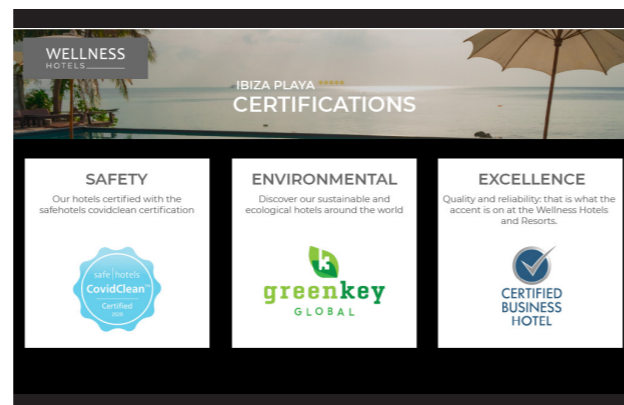 WELLNESS
HOTELS
IBIZA PLAYA *****
CERTIFICATIONS
SAFETY
Our hotels certified with the
safehotels covidclean certification
safe|hotels
CovidClean™
Certified
2020
ENVIRONMENTAL
Discover our sustainable and
ecological hotels around the world
greenkey
GLOBAL
EXCELLENCE
Quality and reliability: that is what the
accent is on at the Wellness Hotels
and Resorts.
CERTIFIED
BUSINESS
HOTEL